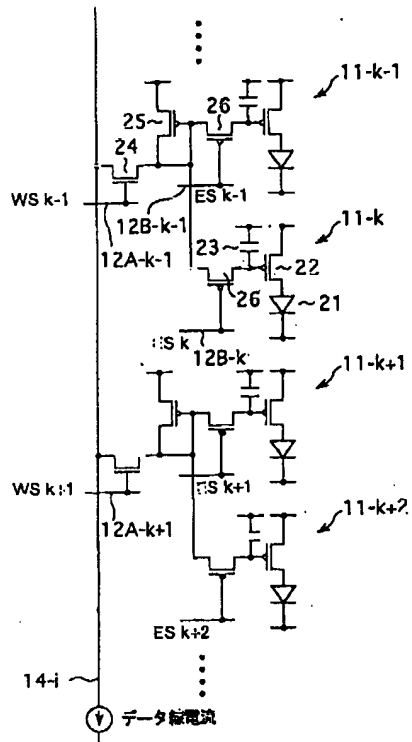 11-k-1
26
25
24
WS k-1
ES k-1
12A-k-1
12B-k-1
11-k
23
22
26
21
ES k
12B-k
11-k+1
WS k+1
ES k+1
12A-k+1
11-k+2
ES k+2
14-i
データ線電流